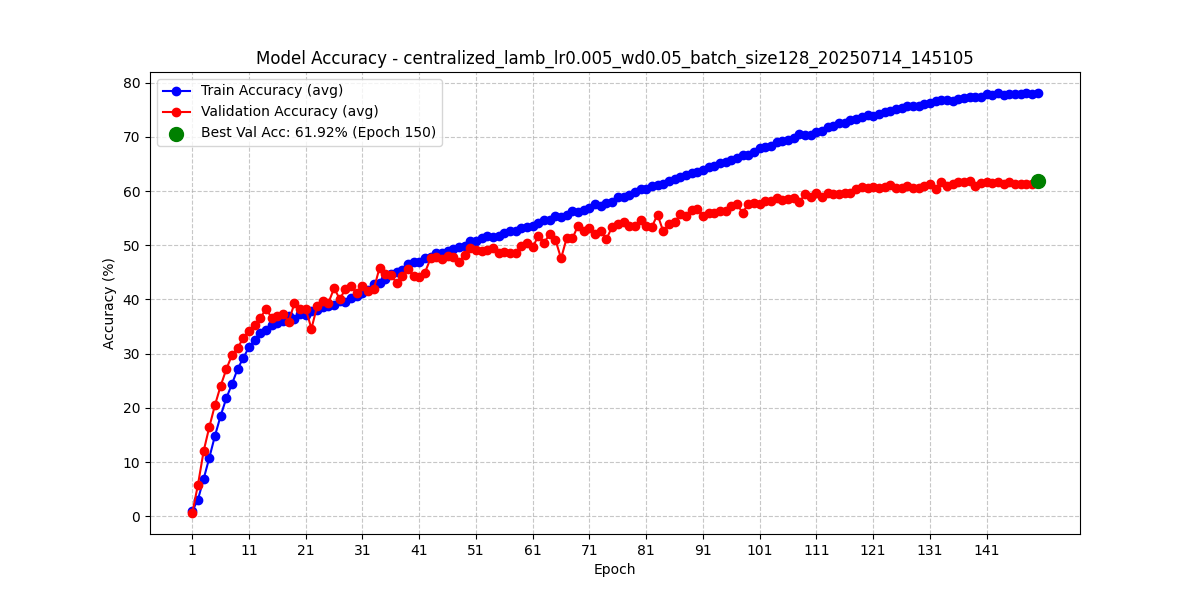 Model Accuracy - centralized_lamb_lr0.005_wd0.05_batch_size128_20250714_145105
Train Accuracy (avg)
Validation Accuracy (avg)
Best Val Acc: 61.92% (Epoch 150)
Accuracy (%)
80
70
60
50
40
30
20
10
0
1 11 21 31 41 51 61 71 81 91 101 111 121 131 141
Epoch